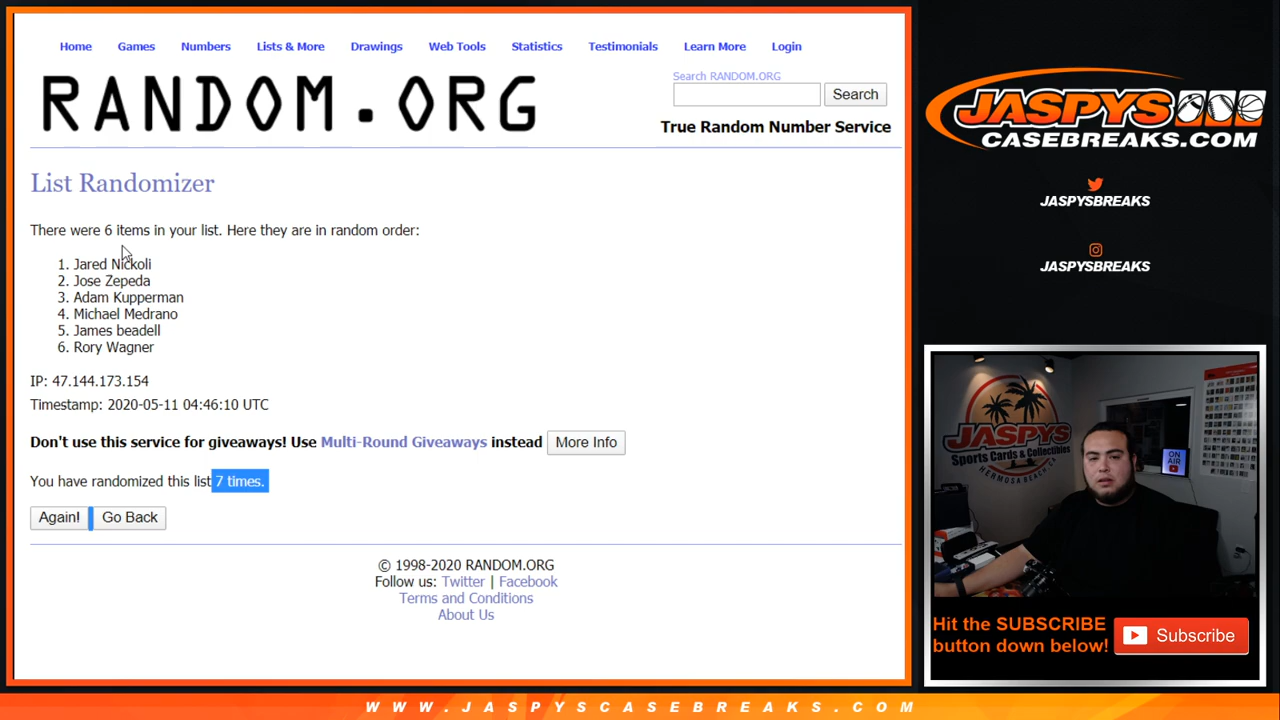 Home Games Numbers Lists & More Drawings Web Tools Statistics Testimonials Learn More Login
RANDOM.ORG
Search RANDOM.ORG
Search
True Random Number Service
List Randomizer
There were 6 items in your list. Here they are in random order:
1. Jared Nickoli
2. Jose Zepeda
3. Adam Kupperman
4. Michael Medrano
5. James beadell
6. Rory Wagner
IP: 47.144.173.154
Timestamp: 2020-05-11 04:46:10 UTC
Don't use this service for giveaways! Use Multi-Round Giveaways instead More Info
You have randomized this list 7 times.
Again! Go Back
© 1998-2020 RANDOM.ORG
Follow us: Twitter | Facebook
Terms and Conditions
About Us
JASPYS
CASEBREAKS.COM
JASPYSBREAKS
JASPYSBREAKS
JASPYS
Sports Cards & Collectibles
HERMOSA BEACH, CA
ON
AIR
Hit the SUBSCRIBE
button down below!
Subscribe
WWW.JASPYSCASEBREAKS.COM